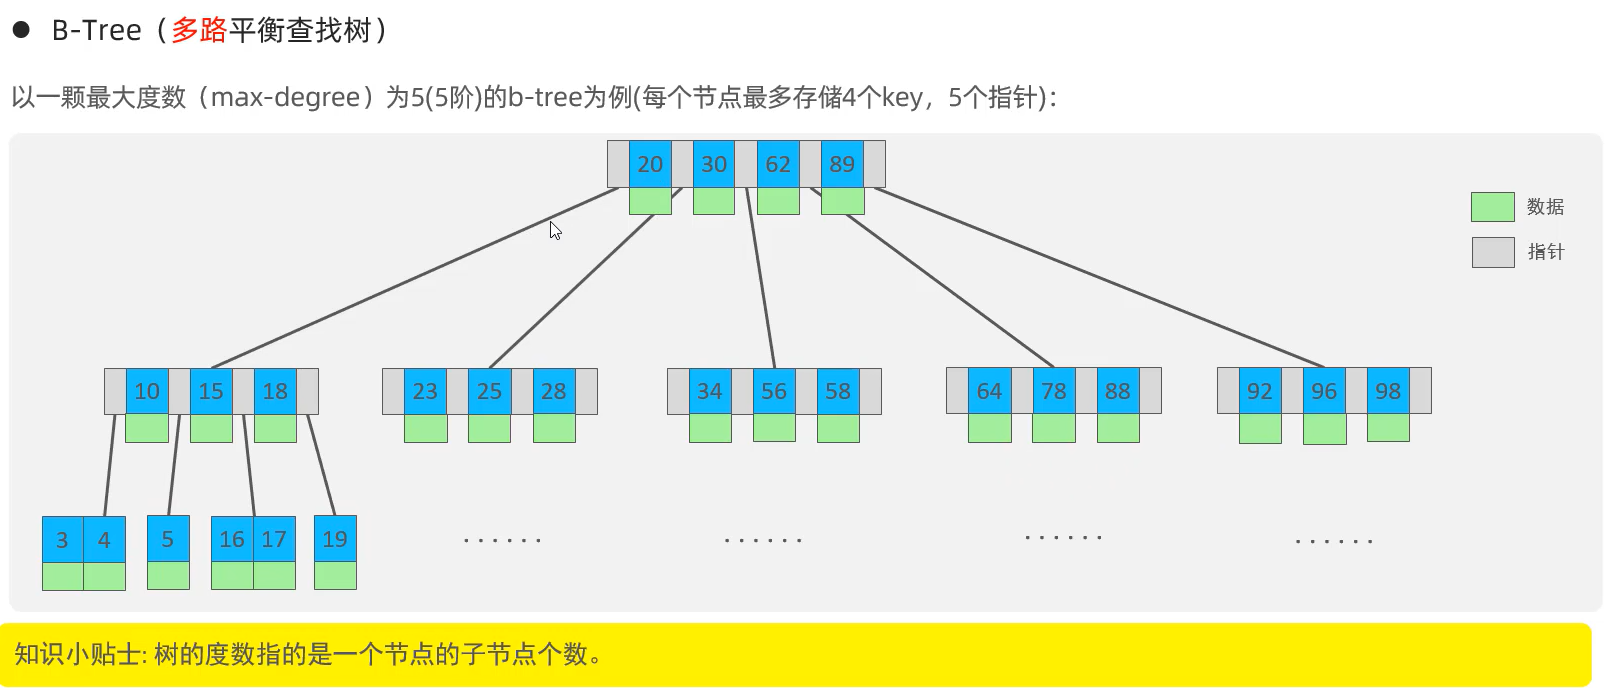 ● B-Tree（多路平衡查找树）
以一颗最大度数（max-degree）为5(5阶)的b-tree为例(每个节点最多存储4个key，5个指针)：
20 30 62 89
数据
指针
10 15 18 23 25 28 34 56 58 64 78 88 92 96 98
3 4 5 16 17 19 ······ ······ ······ ······
知识小贴士: 树的度数指的是一个节点的子节点个数。